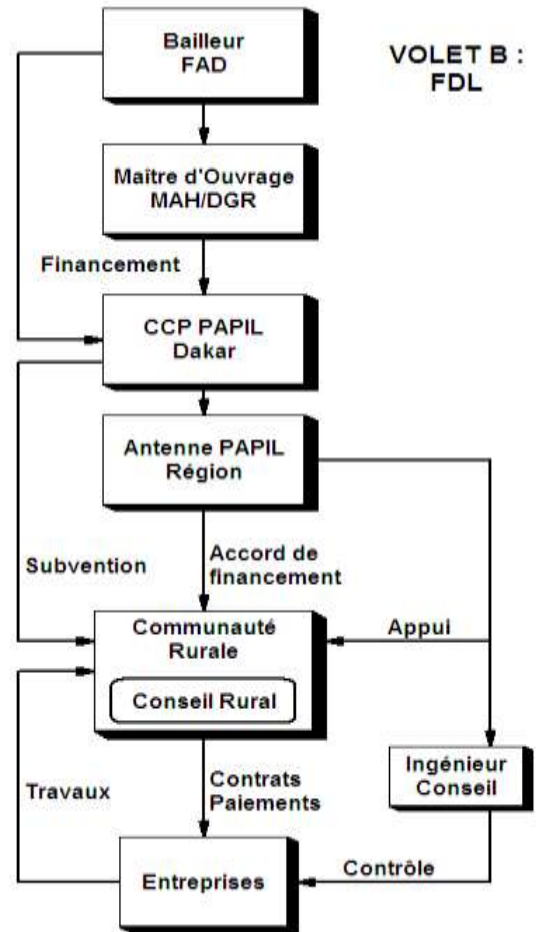 Bailleur
FAD
VOLET B :
FDL
Maître d'Ouvrage
MAH/DGR
Financement
CCP PAPIL
Dakar
Antenne PAPIL
Région
Subvention
Accord de
financement
Communauté
Rurale
Appui
Conseil Rural
Travaux
Contrats
Paiements
Ingénieur
Conseil
Entreprises
Contrôle